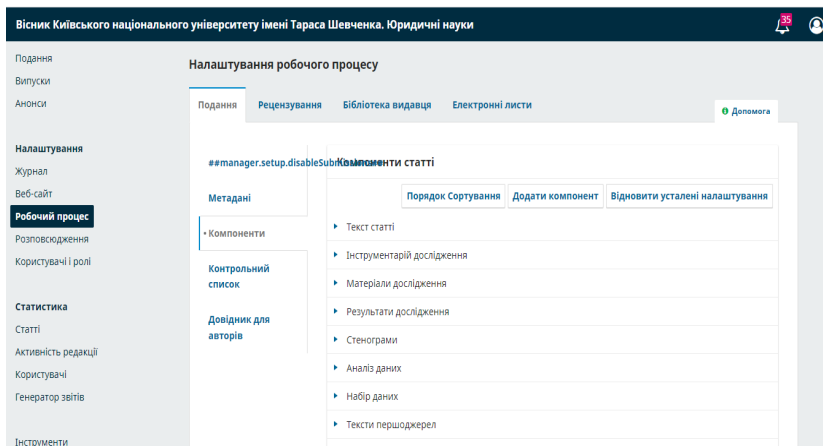 Вісник Київського національного університету імені Тараса Шевченка. Юридичні науки
35
Подання
Випуски
Анонси
Налаштування
Журнал
Веб-сайт
Робочий процес
Розповсюдження
Користувачі і ролі
Статистика
Статті
Активність редакції
Користувачі
Генератор звітів
Інструменти
Налаштування робочого процесу
Подання Рецензування Бібліотека видавця Електронні листи
Допомога
##manager.setup.disableSubm
Метадані
Компоненти
Контрольний
список
Довідник для
авторів
Компоненти статті
Порядок Сортування Додати компонент Відновити усталені налаштування
Текст статті
Інструментарій дослідження
Матеріали дослідження
Результати дослідження
Стенограми
Аналіз даних
Набір даних
Тексти першоджерел